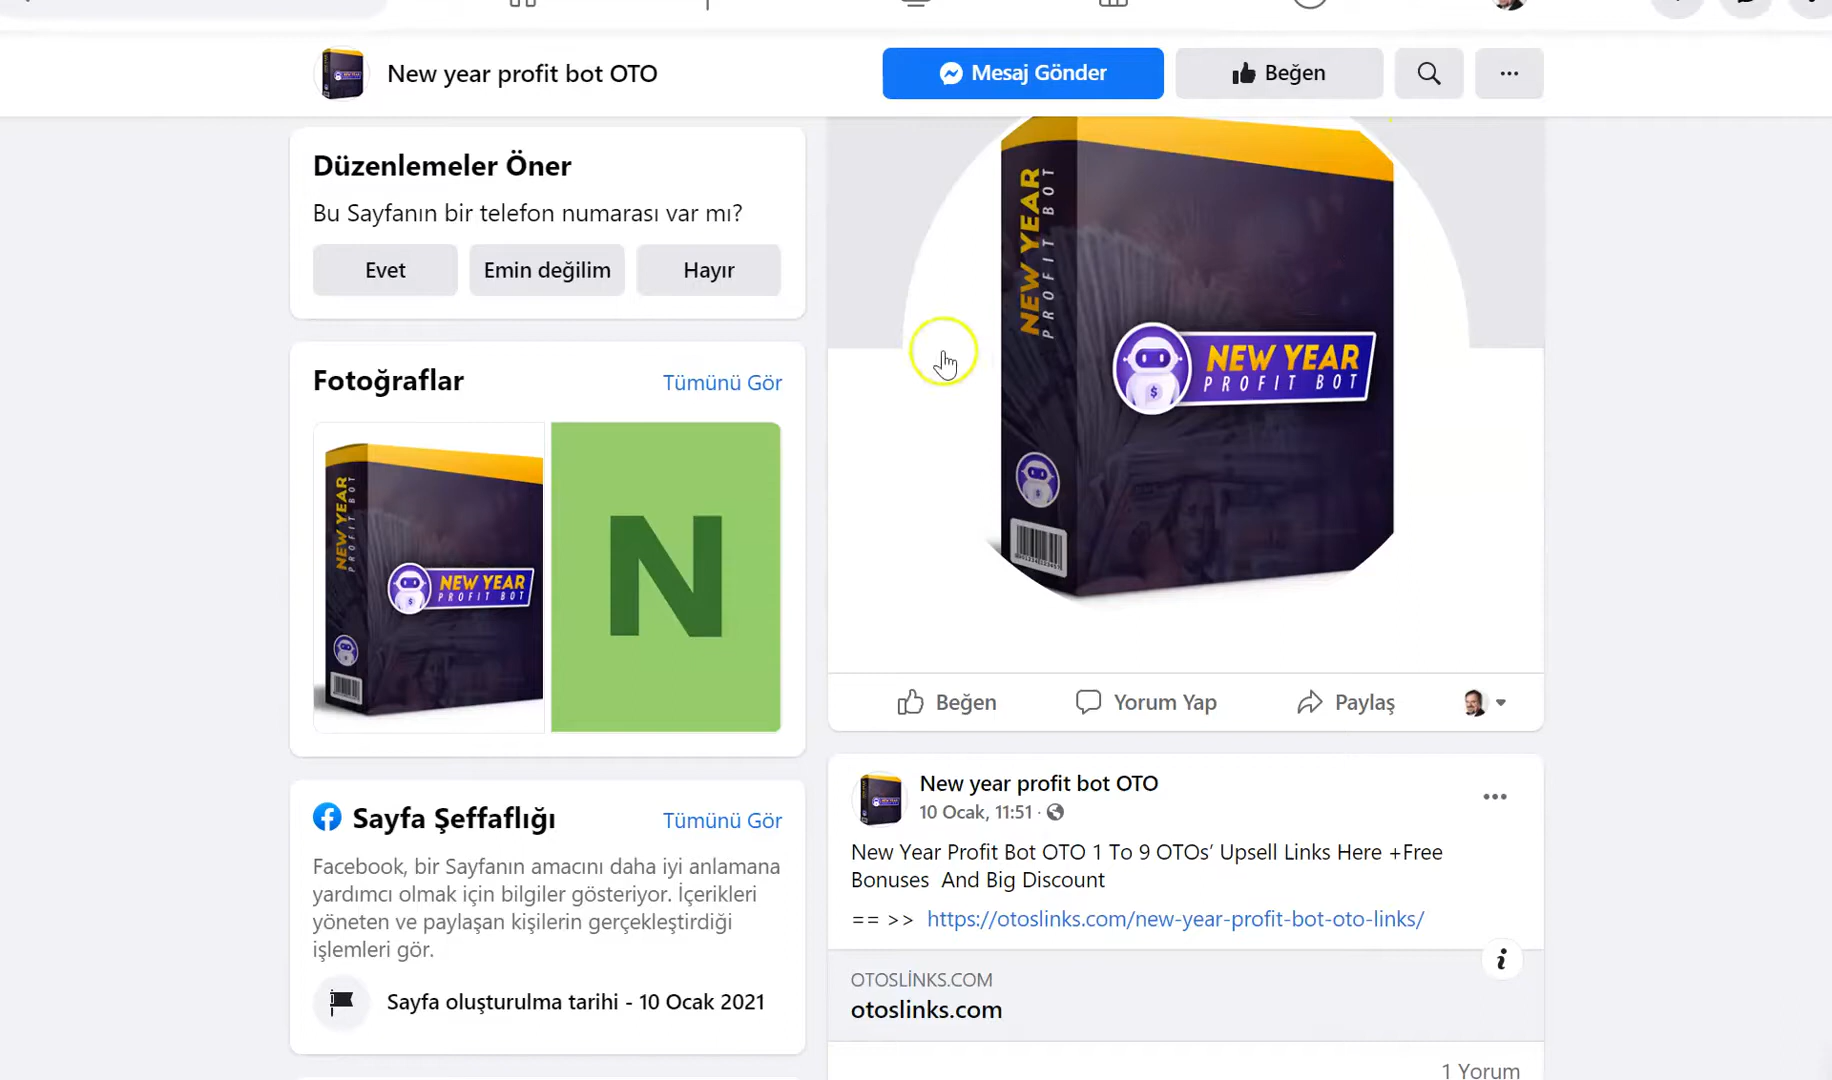 New year profit bot OTO
Mesaj Gönder
Beğen
Düzenlemeler Öner
Bu Sayfanın bir telefon numarası var mı?
Evet
Emin değilim
Hayır
Fotoğraflar
Tümünü Gör
NEW YEAR
PROFIT BOT
NEW YEAR
PROFIT BOT
N
Sayfa Şeffaflığı
Tümünü Gör
Facebook, bir Sayfanın amacını daha iyi anlamana
yardımcı olmak için bilgiler gösteriyor. İçerikleri
yöneten ve paylaşan kişilerin gerçekleştirdiği
işlemleri gör.
Sayfa oluşturulma tarihi - 10 Ocak 2021
NEW YEAR
PROFIT BOT
NEW YEAR
PROFIT BOT
Beğen
Yorum Yap
Paylaş
New year profit bot OTO
10 Ocak, 11:51 ·
New Year Profit Bot OTO 1 To 9 OTOs’ Upsell Links Here +Free
Bonuses And Big Discount
== >> https://otoslinks.com/new-year-profit-bot-oto-links/
OTOSLİNKS.COM
otoslinks.com
1 Yorum